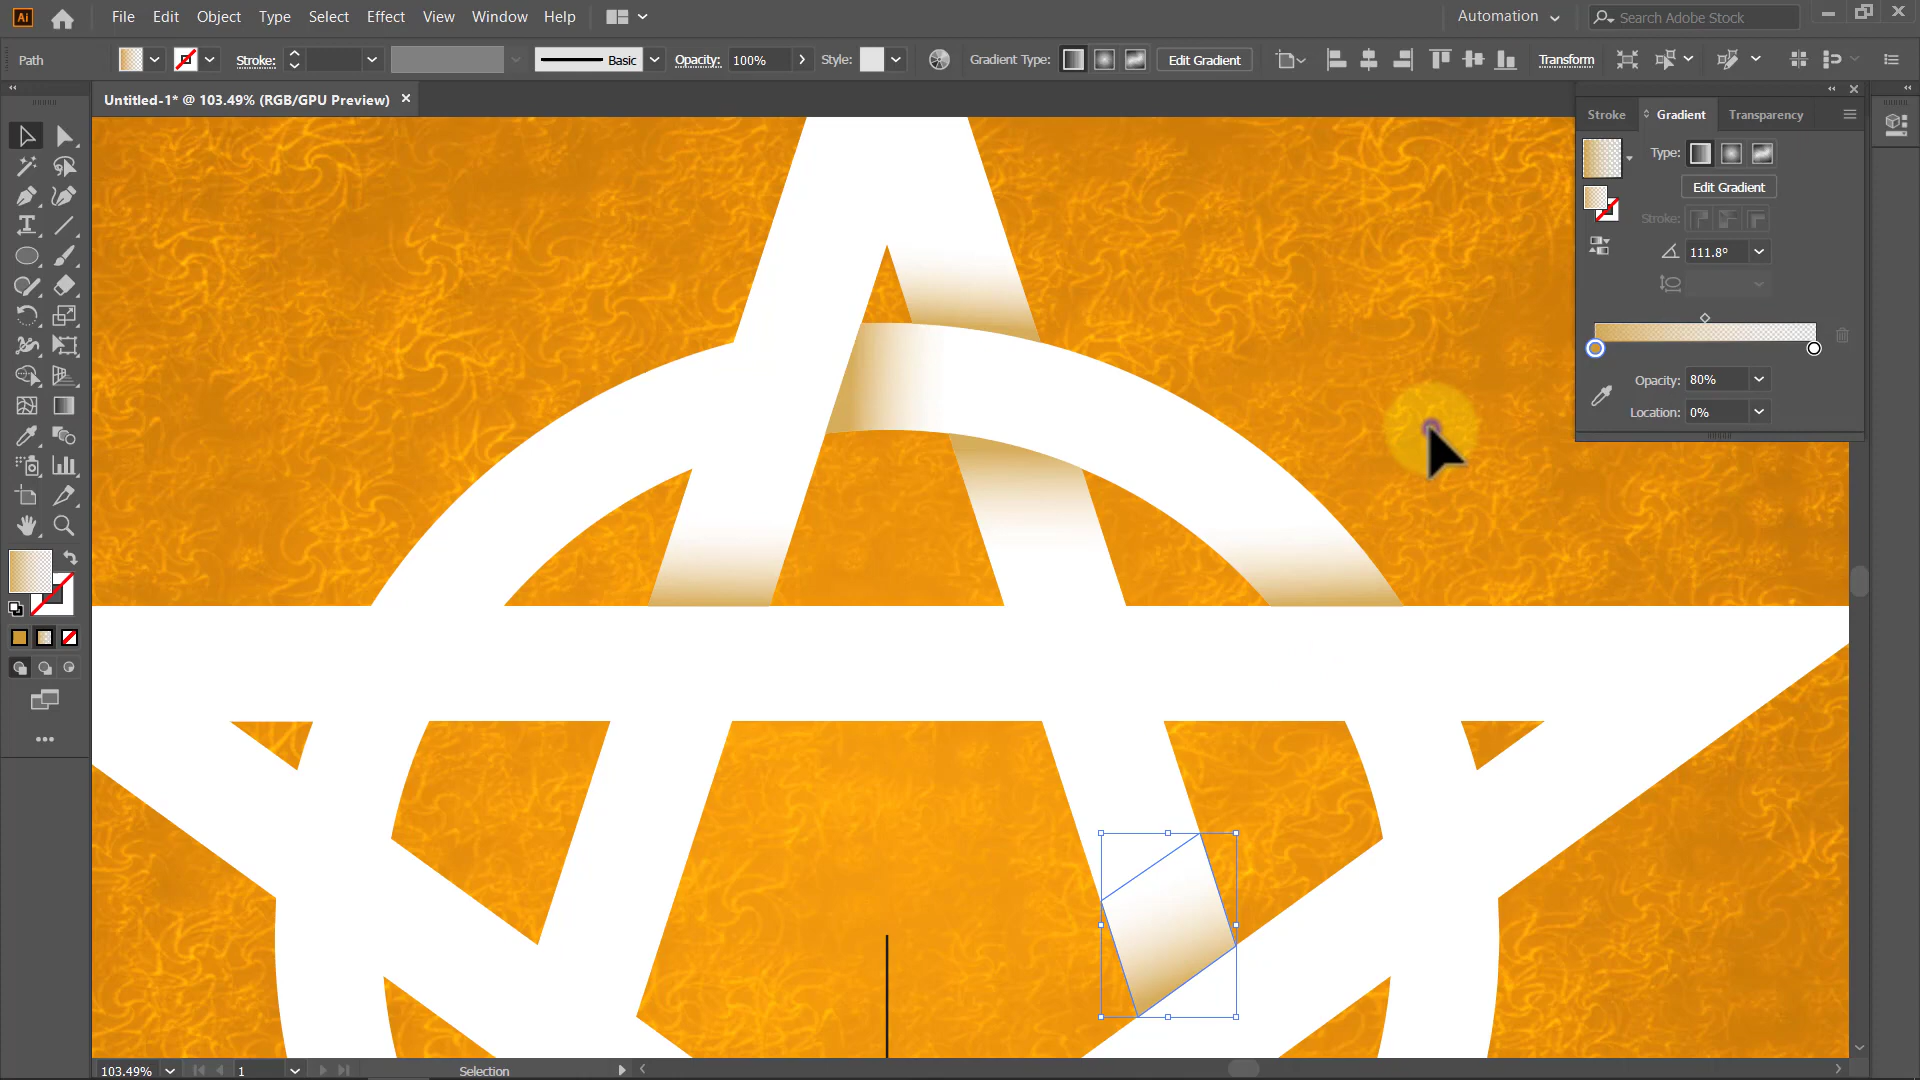 Ai File Edit Object Type Select Effect View Window Help Automation Search Adobe Stock
Path Stroke: Basic Opacity: 100% Style: Gradient Type: Edit Gradient Transform
Untitled-1* @ 103.49% (RGB/GPU Preview)
Stroke Gradient Transparency
Type:
Edit Gradient
Stroke:
111.8°
Opacity: 80%
Location: 0%
103.49% 1 Selection